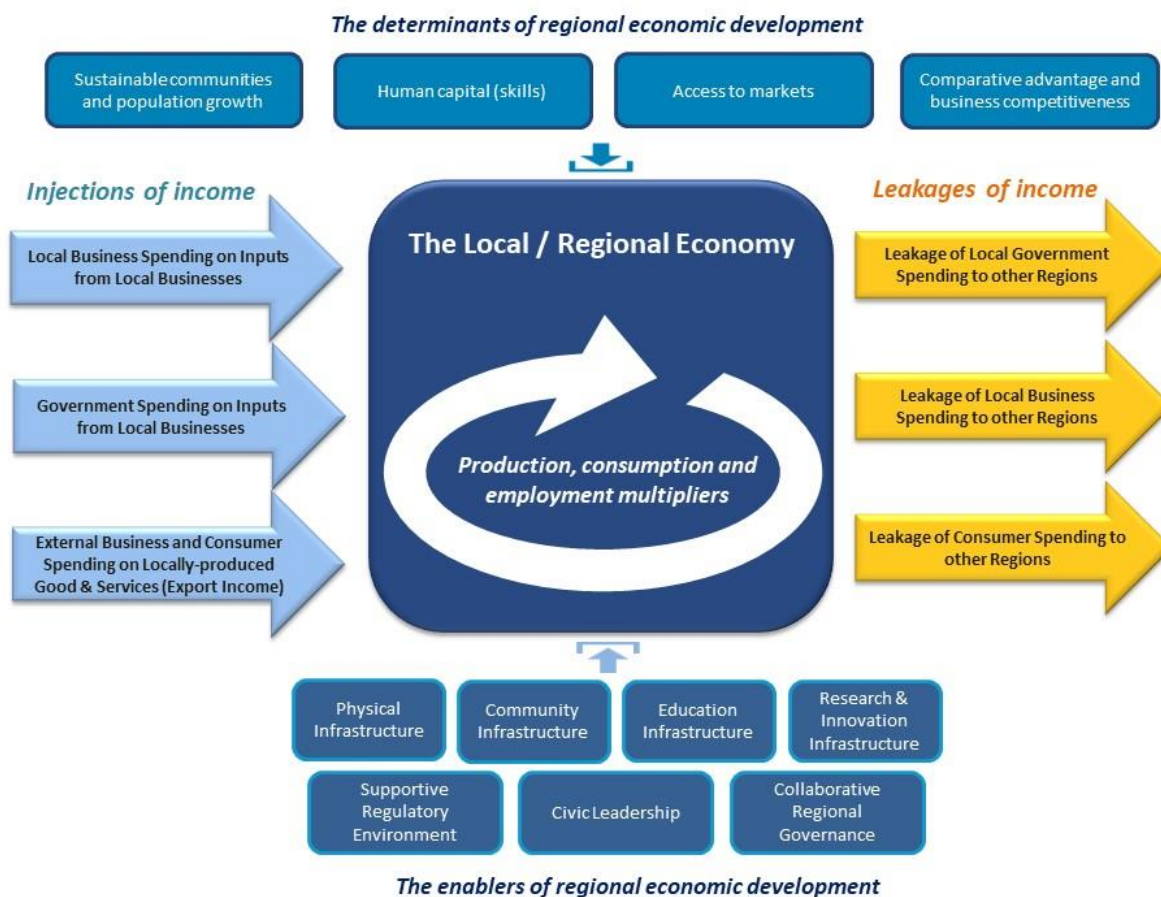 The determinants of regional economic development
Sustainable communities
and population growth
Human capital (skills)
Access to markets
Comparative advantage and
business competitiveness
Injections of income
Leakages of income
Local Business Spending on Inputs
from Local Businesses
Government Spending on Inputs
from Local Businesses
External Business and Consumer
Spending on Locally-produced
Good & Services (Export Income)
The Local / Regional Economy
Production, consumption and
employment multipliers
Leakage of Local Government
Spending to other Regions
Leakage of Local Business
Spending to other Regions
Leakage of Consumer Spending to
other Regions
Physical
Infrastructure
Community
Infrastructure
Education
Infrastructure
Research &
Innovation
Infrastructure
Supportive
Regulatory
Environment
Civic Leadership
Collaborative
Regional
Governance
The enablers of regional economic development